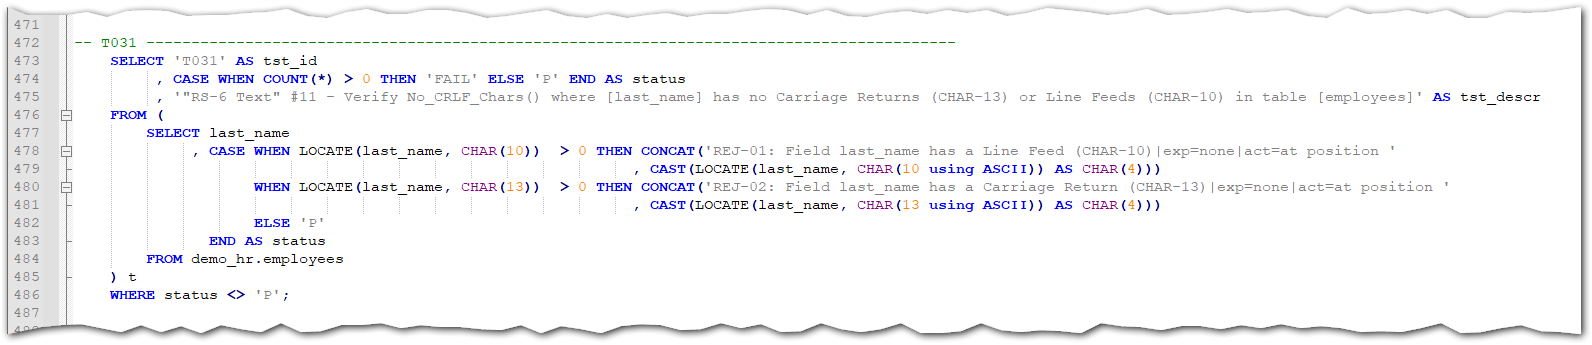 471
472 -- T031 ------------------------------------------------------------------------------------------
473 SELECT 'T031' AS tst_id
474 , CASE WHEN COUNT(*) > 0 THEN 'FAIL' ELSE 'P' END AS status
475 , '"RS-6 Text" #11 - Verify No_CRLF_Chars() where [last_name] has no Carriage Returns (CHAR-13) or Line Feeds (CHAR-10) in table [employees]' AS tst_descr
476 FROM (
477 SELECT last_name
478 , CASE WHEN LOCATE(last_name, CHAR(10)) > 0 THEN CONCAT('REJ-01: Field last_name has a Line Feed (CHAR-10)|exp=none|act=at position '
479 , CAST(LOCATE(last_name, CHAR(10 using ASCII)) AS CHAR(4)))
480 WHEN LOCATE(last_name, CHAR(13)) > 0 THEN CONCAT('REJ-02: Field last_name has a Carriage Return (CHAR-13)|exp=none|act=at position '
481 , CAST(LOCATE(last_name, CHAR(13 using ASCII)) AS CHAR(4)))
482 ELSE 'P'
483 END AS status
484 FROM demo_hr.employees
485 ) t
486 WHERE status <> 'P';
487